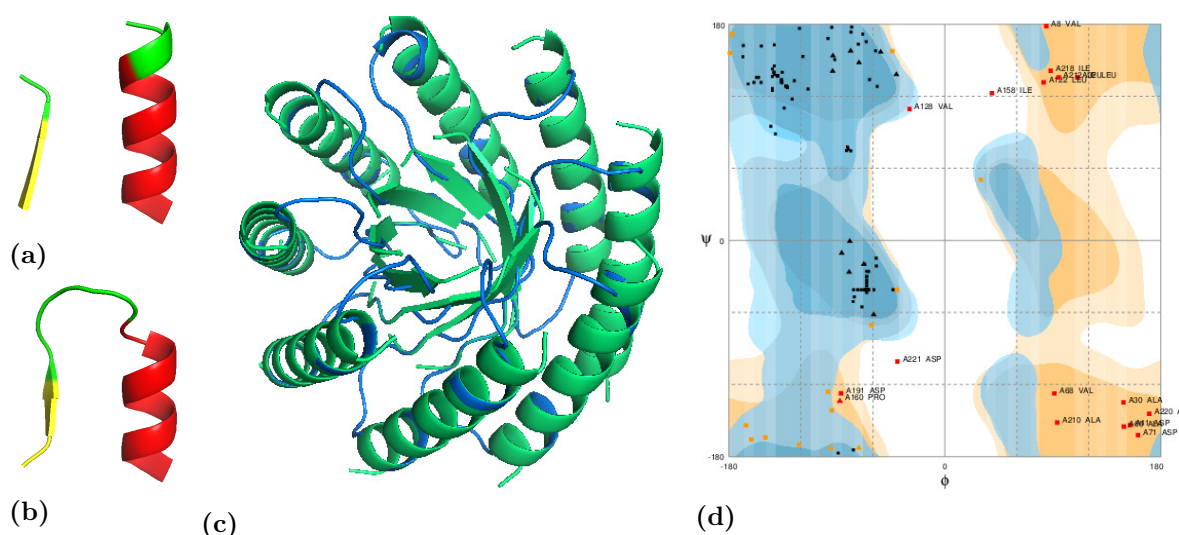 (a)
(b)
(c)
(d)
180
ψ
0
-180
-180
0
180
ϕ
A8 VAL
A218 ILE
A122 LEU
A158 ILE
A128 VAL
A221 ASP
A191 ASP
A160 PRO
A68 VAL
A30 ALA
A220
A210 ALA
A71 ASP